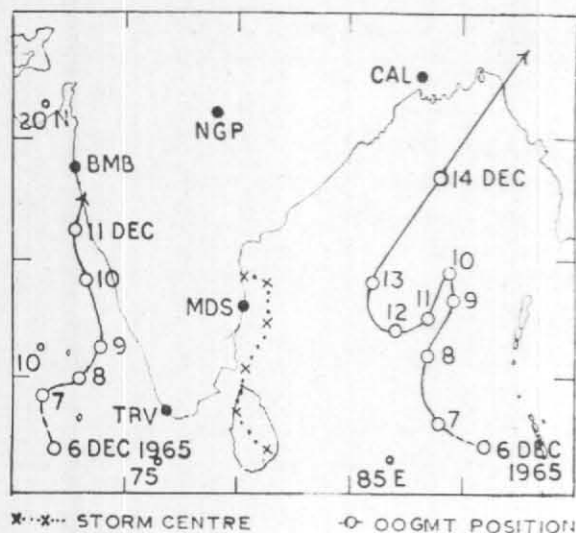 CAL
20°N
NGP
BMB
14 DEC
11 DEC
10
13
10
9
11
12
MDS
10°
9
8
8
7
7
TRV
6 DEC 1965
6 DEC
1965
75°
85°E
x··x··· STORM CENTRE
-o- 00GMT POSITION